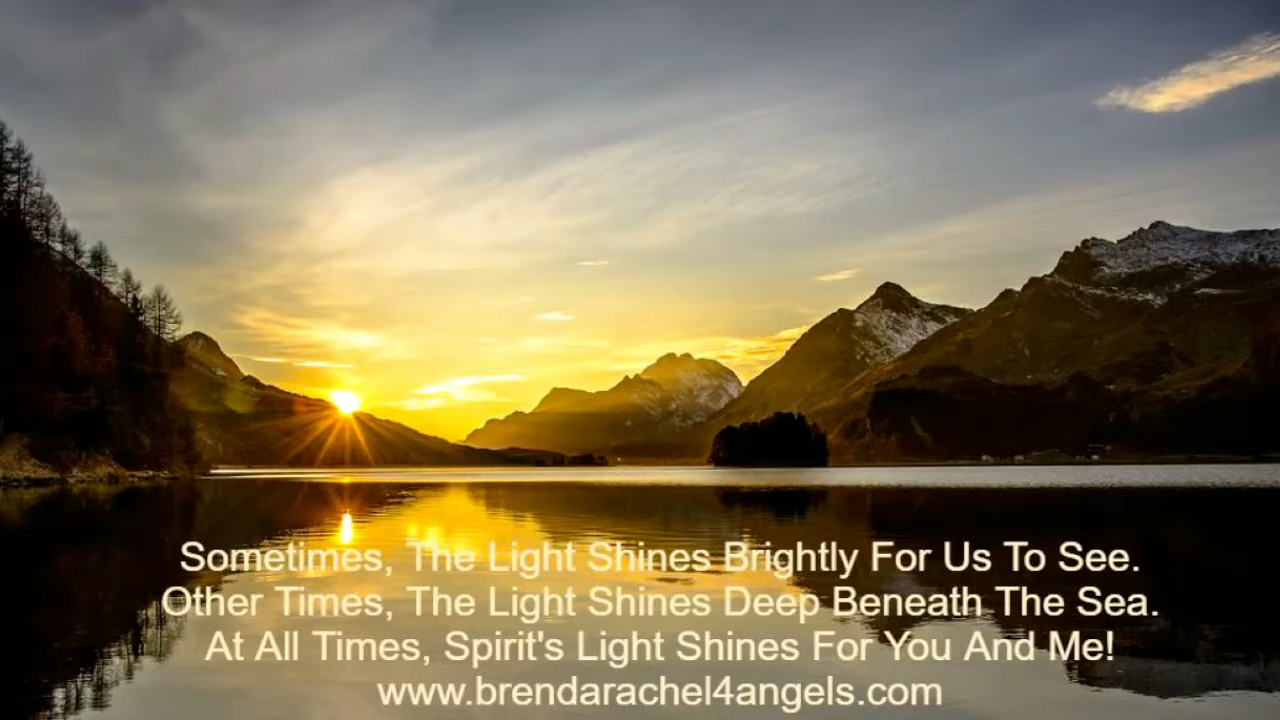 Sometimes, The Light Shines Brightly For Us To See.
Other Times, The Light Shines Deep Beneath The Sea.
At All Times, Spirit's Light Shines For You And Me!
www.brendarachel4angels.com